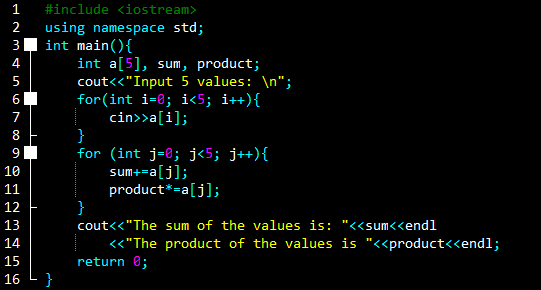 1 #include <iostream>
2 using namespace std;
3 int main(){
4 int a[5], sum, product;
5 cout<<"Input 5 values: \n";
6 for(int i=0; i<5; i++){
7 cin>>a[i];
8 }
9 for (int j=0; j<5; j++){
10 sum+=a[j];
11 product*=a[j];
12 }
13 cout<<"The sum of the values is: "<<sum<<endl
14 <<"The product of the values is "<<product<<endl;
15 return 0;
16 }